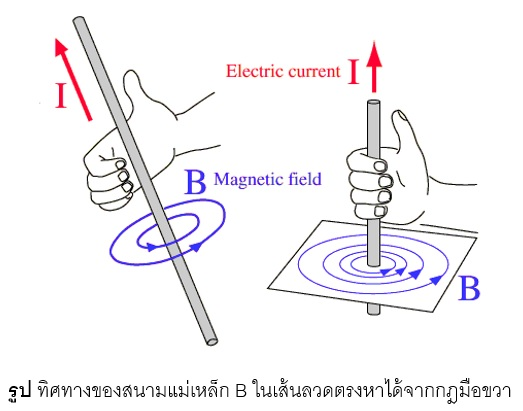 I
Electric current I
B Magnetic field
B
รูป ทิศทางของสนามแม่เหล็ก B ในเส้นลวดตรงหาได้จากกฎมือขวา